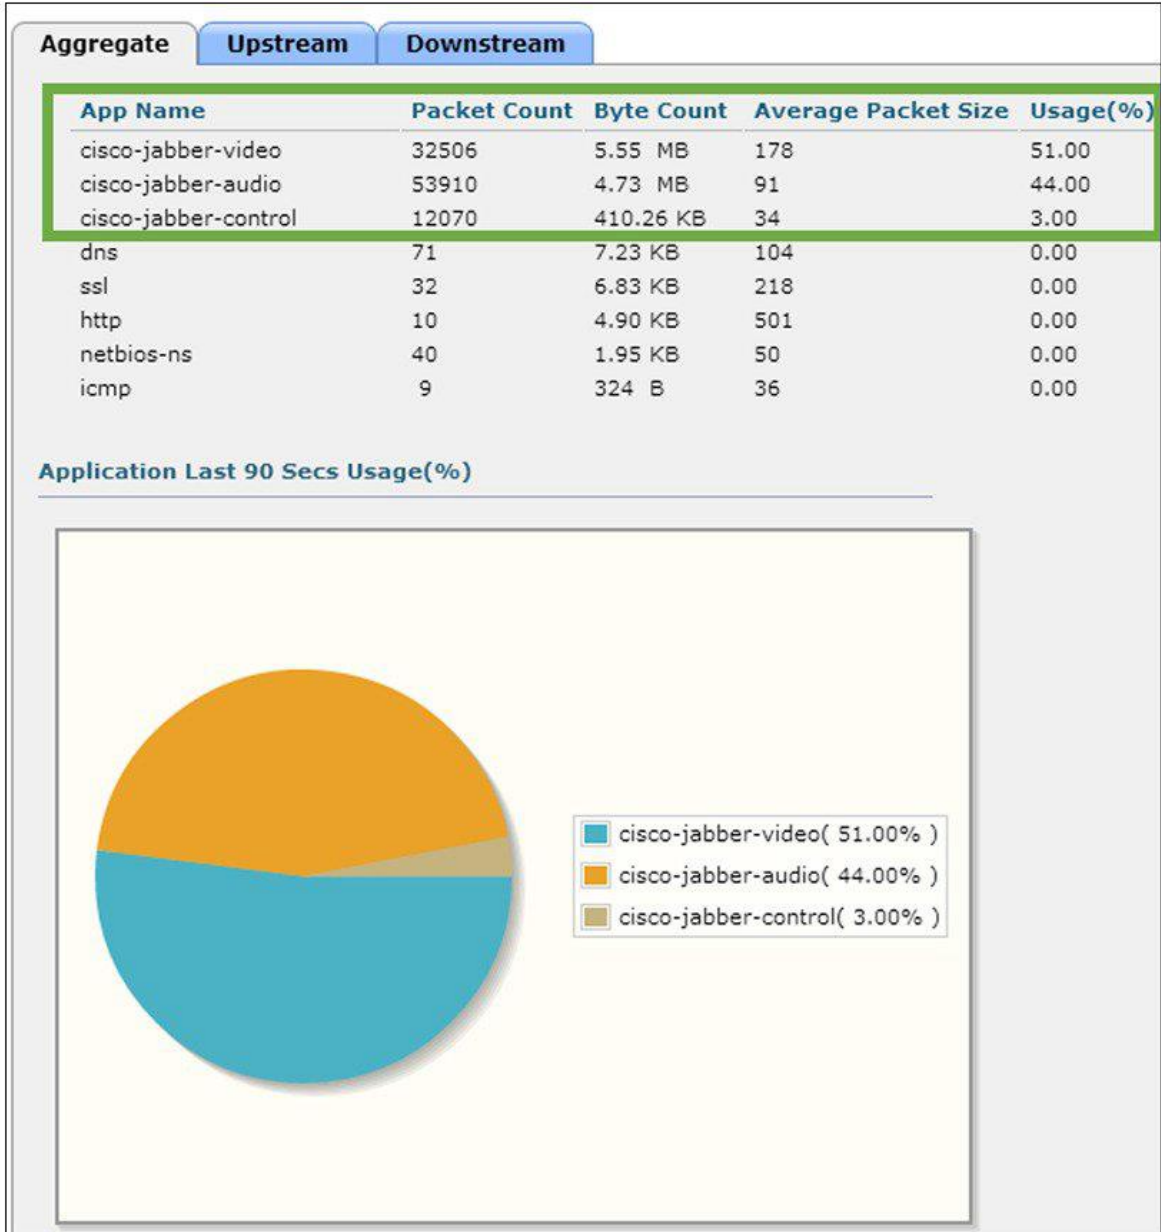 Aggregate Upstream Downstream
App Name Packet Count Byte Count Average Packet Size Usage(%)
cisco-jabber-video 32506 5.55 MB 178 51.00
cisco-jabber-audio 53910 4.73 MB 91 44.00
cisco-jabber-control 12070 410.26 KB 34 3.00
dns 71 7.23 KB 104 0.00
ssl 32 6.83 KB 218 0.00
http 10 4.90 KB 501 0.00
netbios-ns 40 1.95 KB 50 0.00
icmp 9 324 B 36 0.00
Application Last 90 Secs Usage(%)
cisco-jabber-video( 51.00% )
cisco-jabber-audio( 44.00% )
cisco-jabber-control( 3.00% )